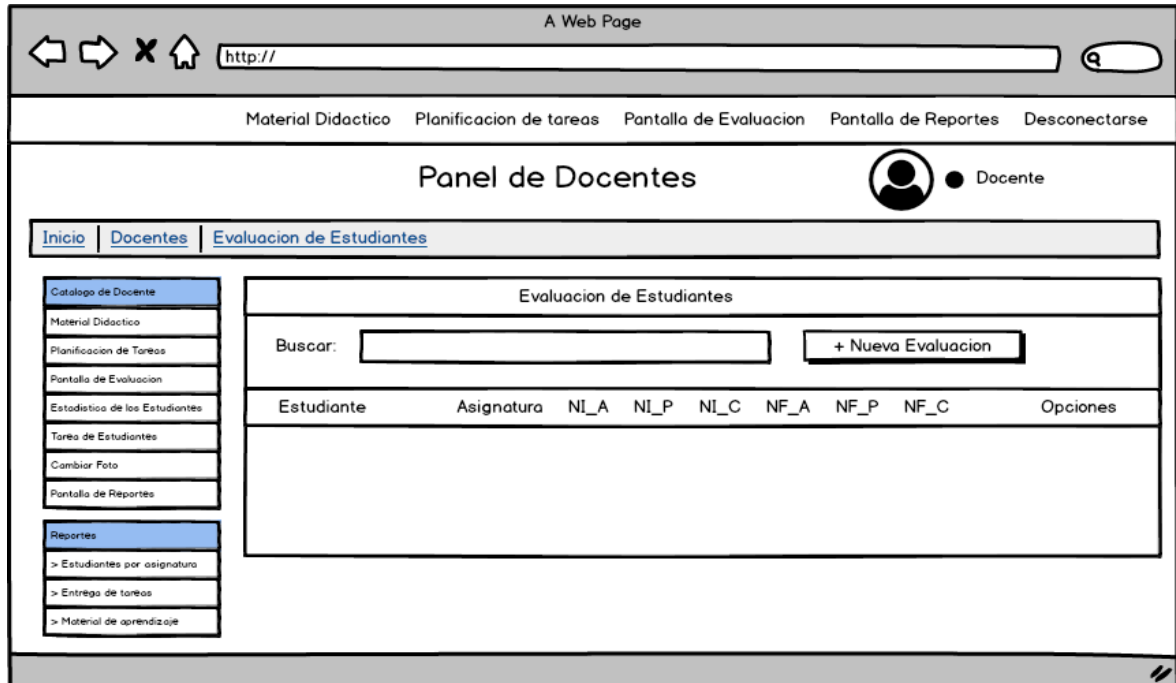 A Web Page
http://
Material Didactico Planificacion de tareas Pantalla de Evaluacion Pantalla de Reportes Desconectarse
Panel de Docentes
Docente
Inicio Docentes Evaluacion de Estudiantes
Catalogo de Docente
Material Didactico
Planificacion de Tareas
Pantalla de Evaluacion
Estadistica de los Estudiantes
Tarea de Estudiantes
Cambiar Foto
Pantalla de Reportes
Reportes
> Estudiantes por asignatura
> Entrega de tareas
> Material de aprendizaje
Evaluacion de Estudiantes
Buscar: + Nueva Evaluacion
Estudiante Asignatura NI_A NI_P NI_C NF_A NF_P NF_C Opciones